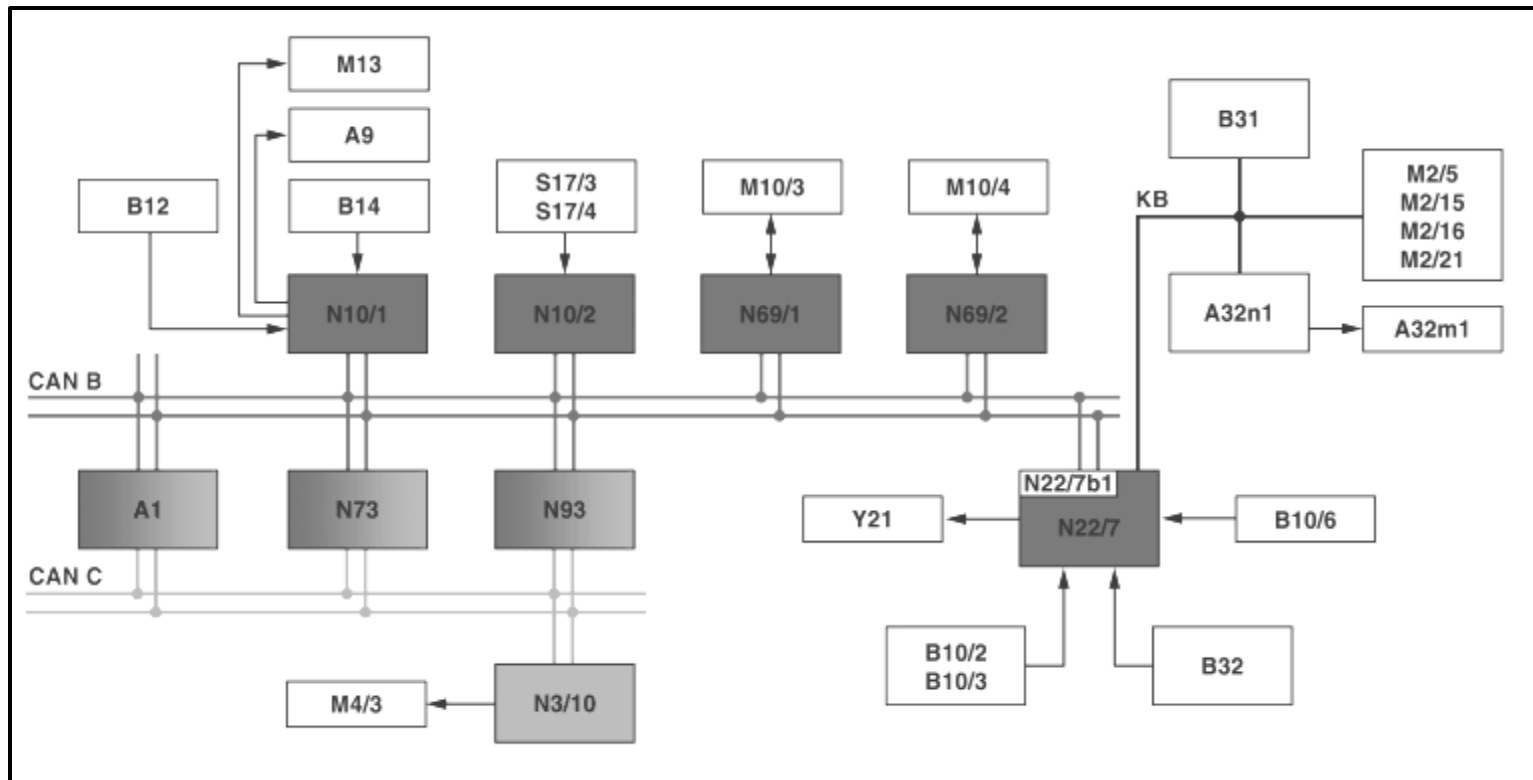 M13
A9
B12
B14
S17/3
S17/4
M10/3
M10/4
B31
KB
M2/5
M2/15
M2/16
M2/21
N10/1
N10/2
N69/1
N69/2
A32n1
A32m1
CAN B
A1
N73
N93
N22/7b1
N22/7
Y21
B10/6
CAN C
B10/2
B10/3
B32
M4/3
N3/10